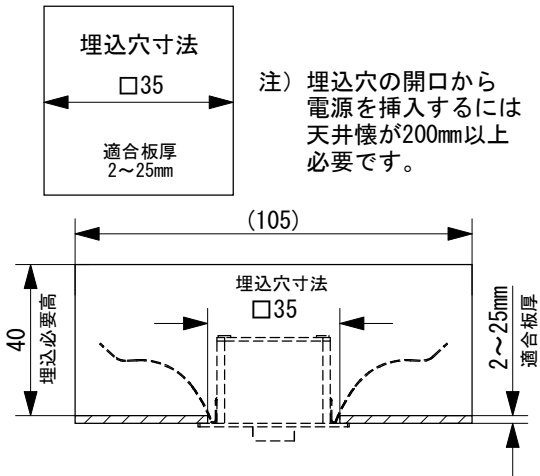 埋込穴寸法
□35
適合板厚
2～25mm
注）埋込穴の開口から
電源を挿入するには
天井懐が200mm以上
必要です。
(105)
埋込穴寸法
□35
40
埋込必要高
2～25mm
適合板厚